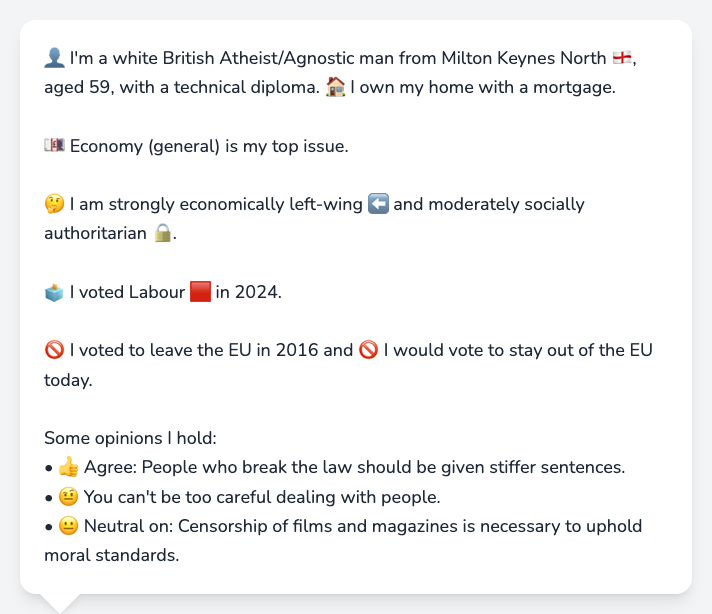 👤 I'm a white British Atheist/Agnostic man from Milton Keynes North 🏴󠁧󠁢󠁥󠁮󠁧󠁿,
aged 59, with a technical diploma. 🏠 I own my home with a mortgage.
💷 Economy (general) is my top issue.
🤔 I am strongly economically left-wing ⬅️ and moderately socially
authoritarian 🔒.
🗳️ I voted Labour 🟥 in 2024.
🚫 I voted to leave the EU in 2016 and 🚫 I would vote to stay out of the EU
today.
Some opinions I hold:
• 👍 Agree: People who break the law should be given stiffer sentences.
• 🤨 You can't be too careful dealing with people.
• 😐 Neutral on: Censorship of films and magazines is necessary to uphold
moral standards.